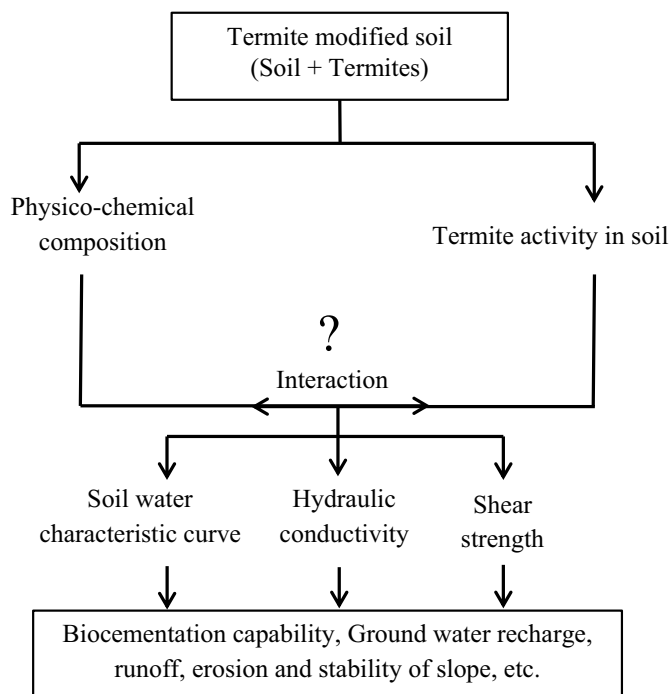 Termite modified soil
(Soil + Termites)
Physico-chemical
composition
Termite activity in soil
?
Interaction
Soil water
characteristic curve
Hydraulic
conductivity
Shear
strength
Biocementation capability, Ground water recharge,
runoff, erosion and stability of slope, etc.